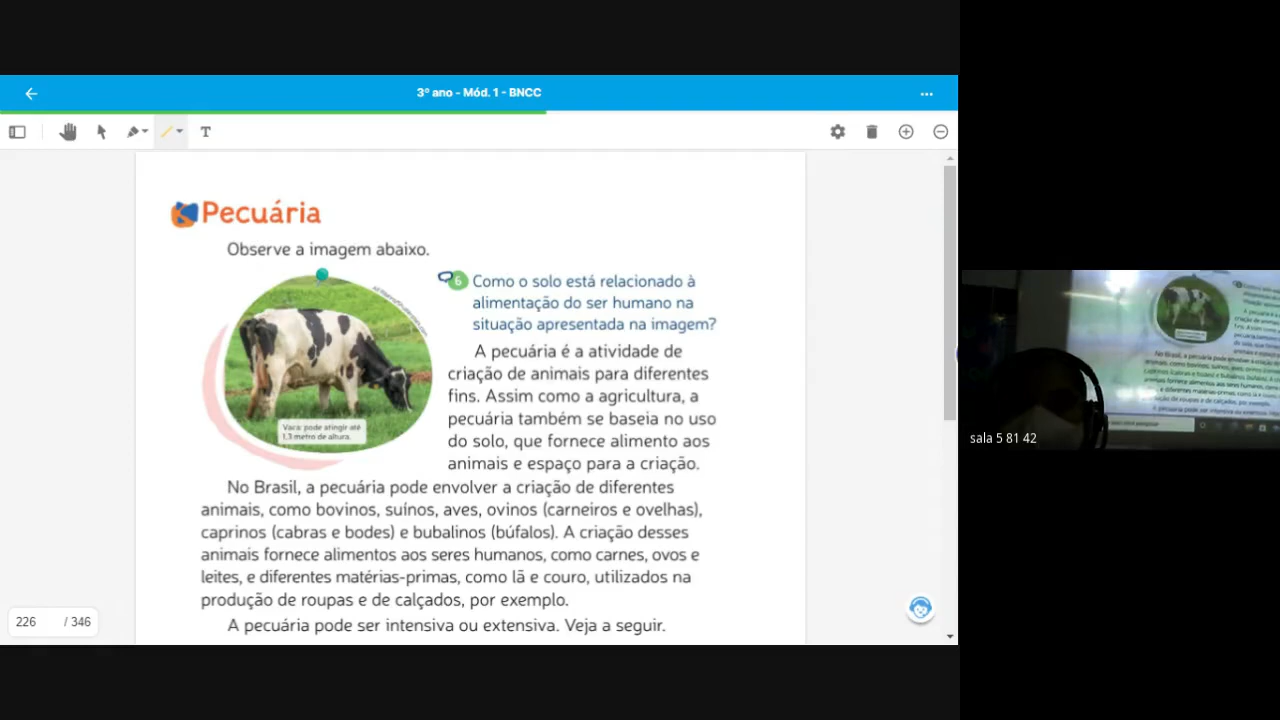 3º ano - Mód. 1 - BNCC
T
Pecuária
Observe a imagem abaixo.
6 Como o solo está relacionado à
alimentação do ser humano na
situação apresentada na imagem?
Vaca: pode atingir até
1,3 metro de altura.
A pecuária é a atividade de
criação de animais para diferentes
fins. Assim como a agricultura, a
pecuária também se baseia no uso
do solo, que fornece alimento aos
animais e espaço para a criação.
No Brasil, a pecuária pode envolver a criação de diferentes
animais, como bovinos, suínos, aves, ovinos (carneiros e ovelhas),
caprinos (cabras e bodes) e bubalinos (búfalos). A criação desses
animais fornece alimentos aos seres humanos, como carnes, ovos e
leites, e diferentes matérias-primas, como lã e couro, utilizados na
produção de roupas e de calçados, por exemplo.
A pecuária pode ser intensiva ou extensiva. Veja a seguir.
226 / 346
sala 5 81 42